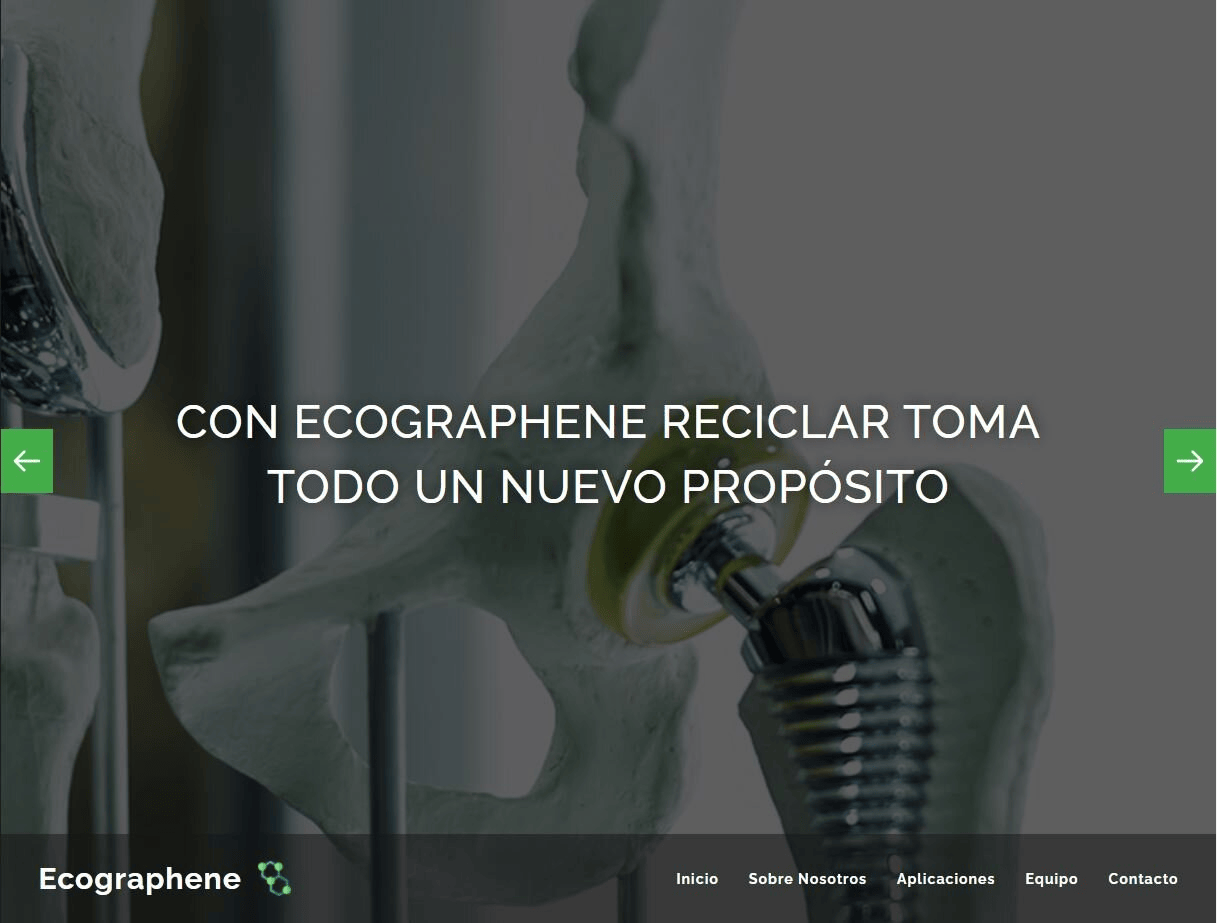 CON ECOGRAPHENE RECICLAR TOMA
TODO UN NUEVO PROPÓSITO
Ecographene
Inicio Sobre Nosotros Aplicaciones Equipo Contacto